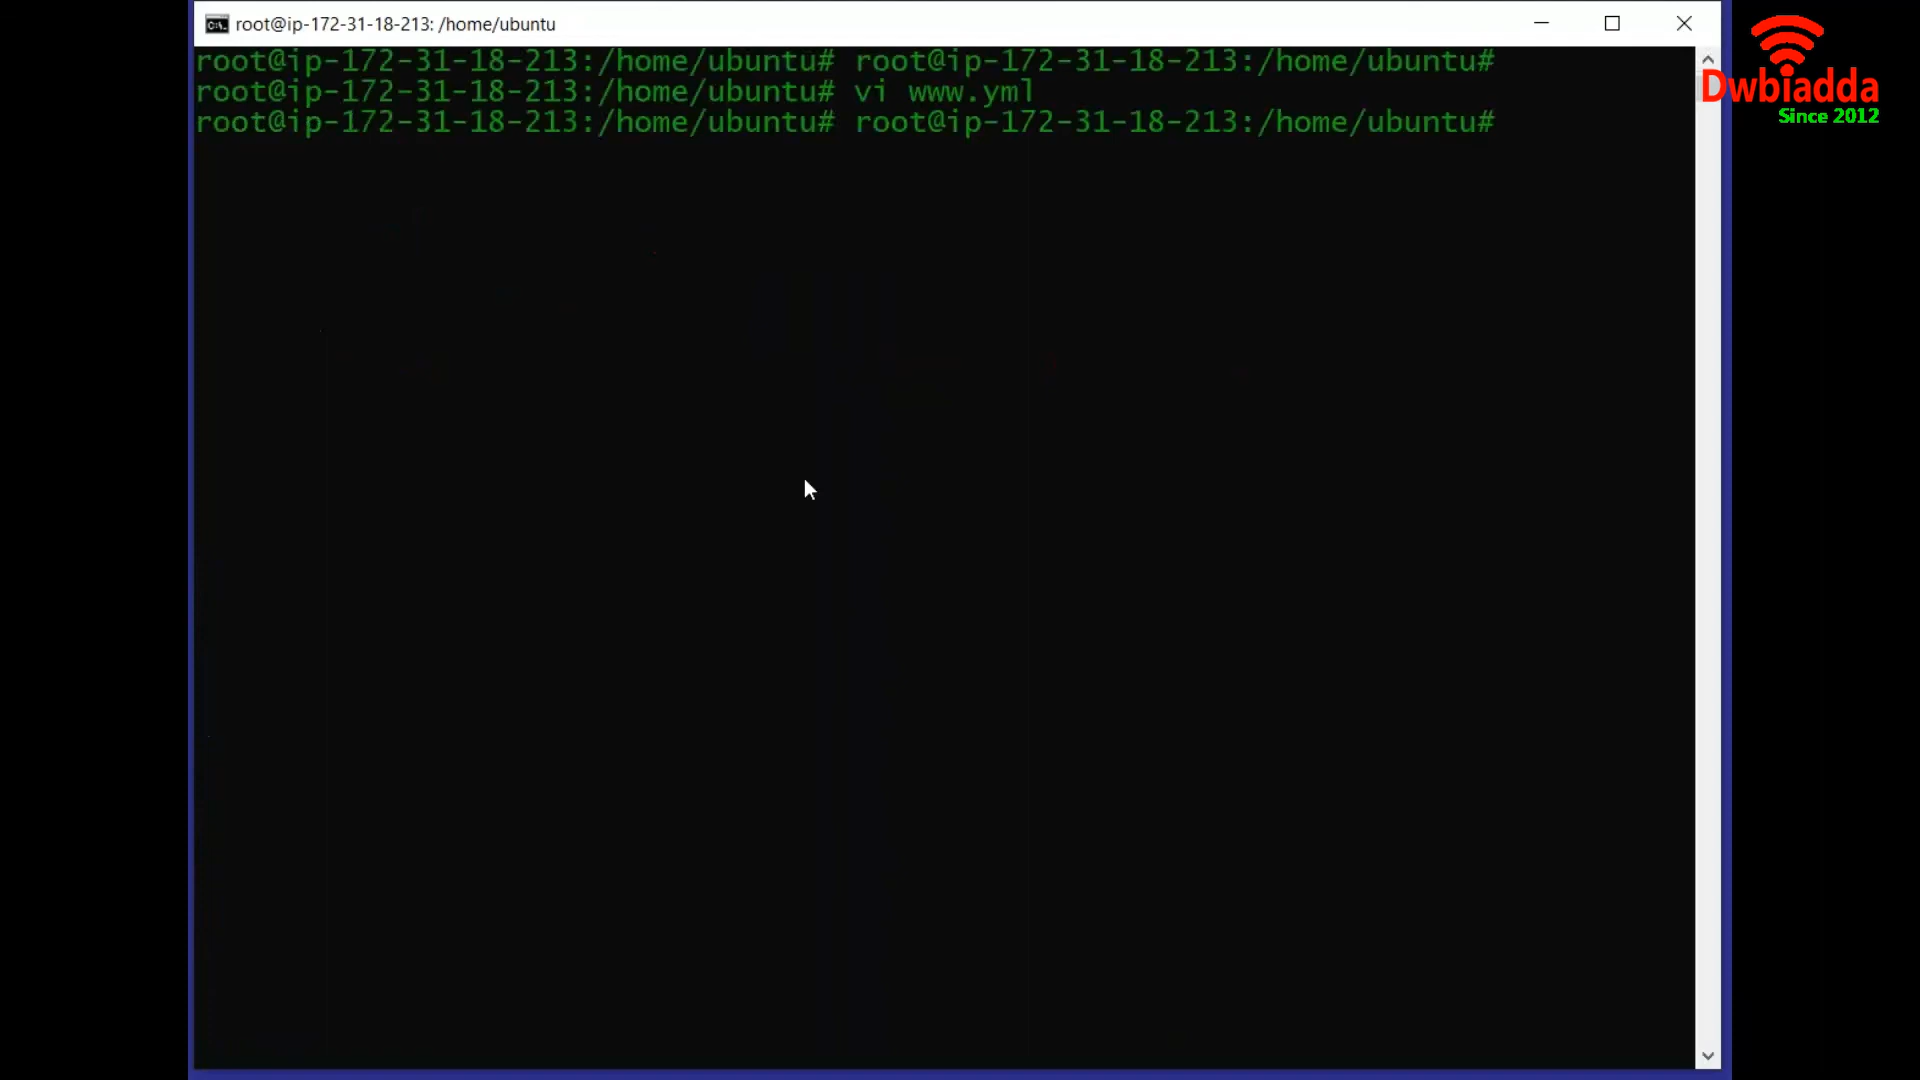 root@ip-172-31-18-213: /home/ubuntu
root@ip-172-31-18-213:/home/ubuntu# root@ip-172-31-18-213:/home/ubuntu#
root@ip-172-31-18-213:/home/ubuntu# vi www.yml
root@ip-172-31-18-213:/home/ubuntu# root@ip-172-31-18-213:/home/ubuntu#
Dwbiadda
Since 2012